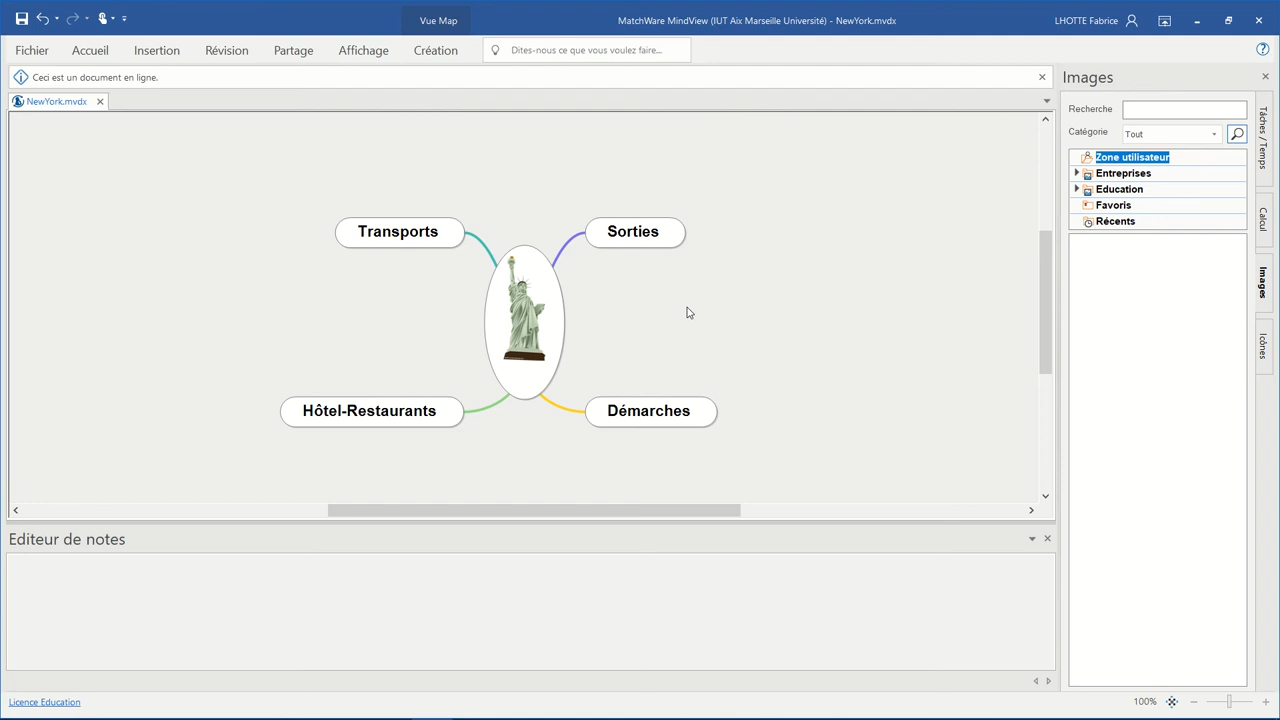 Vue Map
MatchWare MindView (IUT Aix Marseille Université) - NewYork.mvdx
LHOTTE Fabrice
Fichier
Accueil
Insertion
Révision
Partage
Affichage
Création
Dites-nous ce que vous voulez faire...
Ceci est un document en ligne.
NewYork.mvdx
Transports
Sorties
Hôtel-Restaurants
Démarches
Editeur de notes
Images
Recherche
Catégorie
Tout
Zone utilisateur
Entreprises
Education
Favoris
Récents
Tâches / Temps
Calcul
Images
Icônes
Licence Education
100%